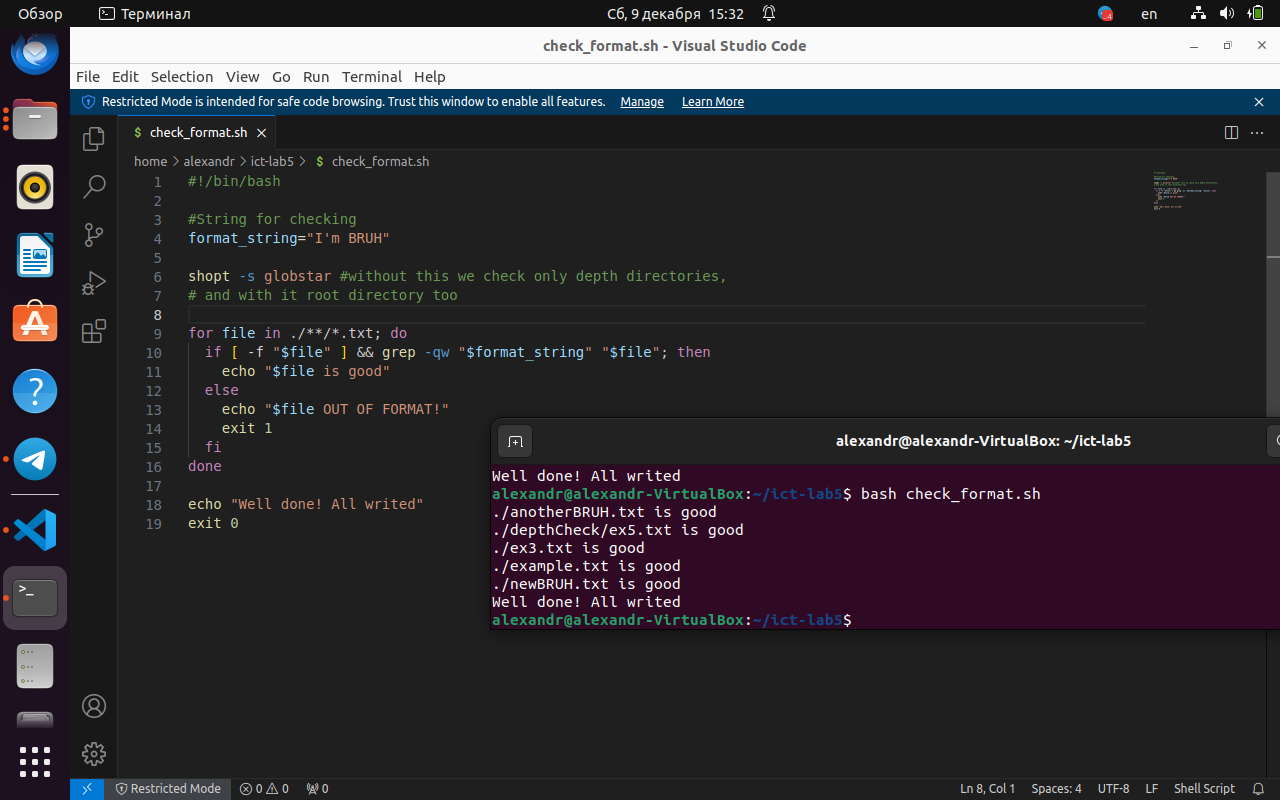 Обзор Терминал Сб, 9 декабря 15:32 en
check_format.sh - Visual Studio Code
File Edit Selection View Go Run Terminal Help
Restricted Mode is intended for safe code browsing. Trust this window to enable all features. Manage Learn More
$ check_format.sh
home > alexandr > ict-lab5 > $ check_format.sh
1 #!/bin/bash
2
3 #String for checking
4 format_string="I'm BRUH"
5
6 shopt -s globstar #without this we check only depth directories,
7 # and with it root directory too
8
9 for file in ./**/*.txt; do
10 if [ -f "$file" ] && grep -qw "$format_string" "$file"; then
11 echo "$file is good"
12 else
13 echo "$file OUT OF FORMAT!"
14 exit 1
15 fi
16 done
17
18 echo "Well done! All writed"
19 exit 0
alexandr@alexandr-VirtualBox: ~/ict-lab5
Well done! All writed
alexandr@alexandr-VirtualBox:~/ict-lab5$ bash check_format.sh
./anotherBRUH.txt is good
./depthCheck/ex5.txt is good
./ex3.txt is good
./example.txt is good
./newBRUH.txt is good
Well done! All writed
alexandr@alexandr-VirtualBox:~/ict-lab5$
Restricted Mode 0 0 0 Ln 8, Col 1 Spaces: 4 UTF-8 LF Shell Script